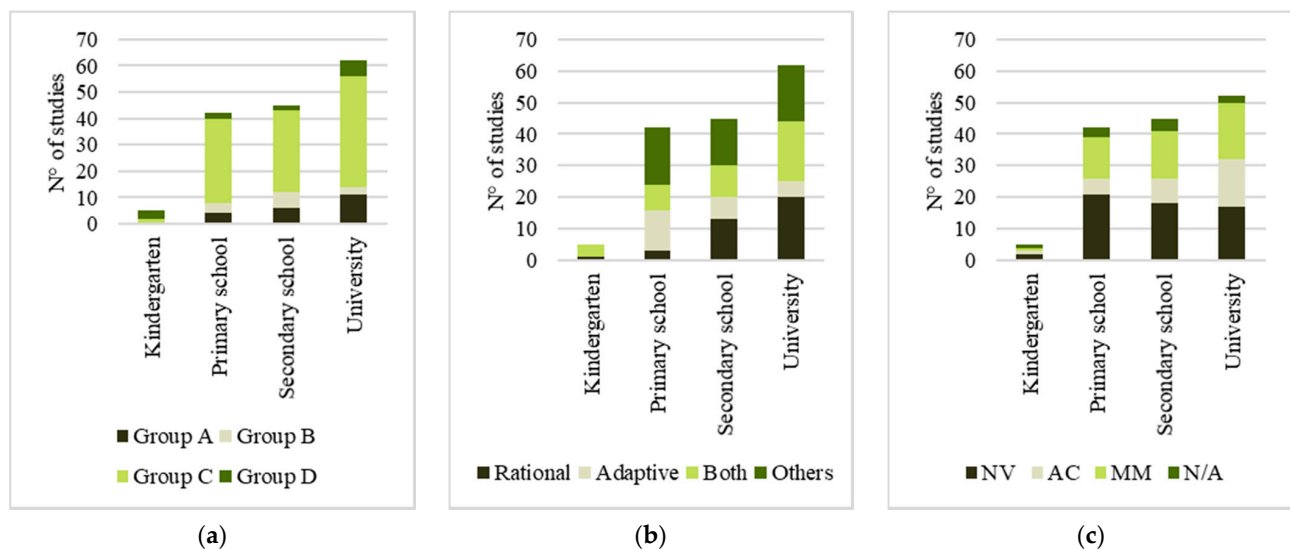 N° of studies
70
60
50
40
30
20
10
0
Kindergarten
Primary school
Secondary school
University
Group A Group B
Group C Group D
(a)
N° of studies
70
60
50
40
30
20
10
0
Kindergarten
Primary school
Secondary school
University
Rational Adaptive Both Others
(b)
N° of studies
70
60
50
40
30
20
10
0
Kindergarten
Primary school
Secondary school
University
NV AC MM N/A
(c)